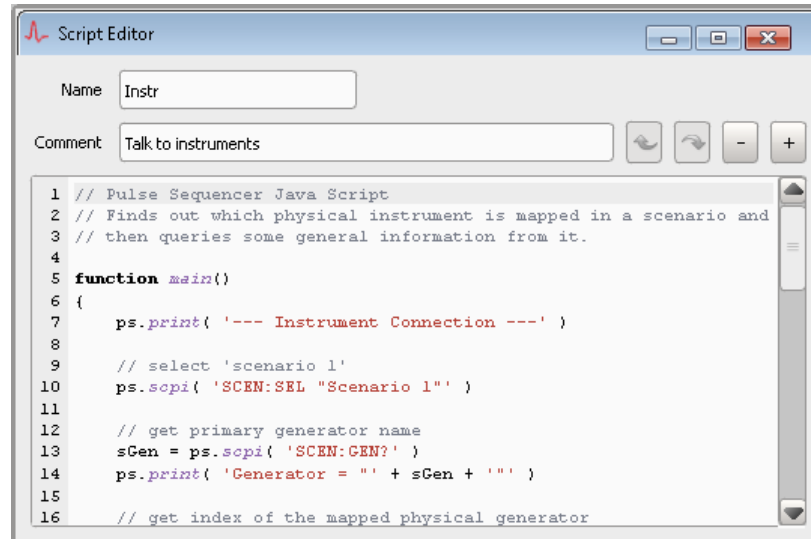 Script Editor
Name Instr
Comment Talk to instruments - +
1 // Pulse Sequencer Java Script
2 // Finds out which physical instrument is mapped in a scenario and
3 // then queries some general information from it.
4
5 function main()
6 {
7 ps.print( '--- Instrument Connection ---' )
8
9 // select 'scenario 1'
10 ps.scpi( 'SCEN:SEL "Scenario 1"' )
11
12 // get primary generator name
13 sGen = ps.scpi( 'SCEN:GEN?' )
14 ps.print( 'Generator = "' + sGen + '"' )
15
16 // get index of the mapped physical generator